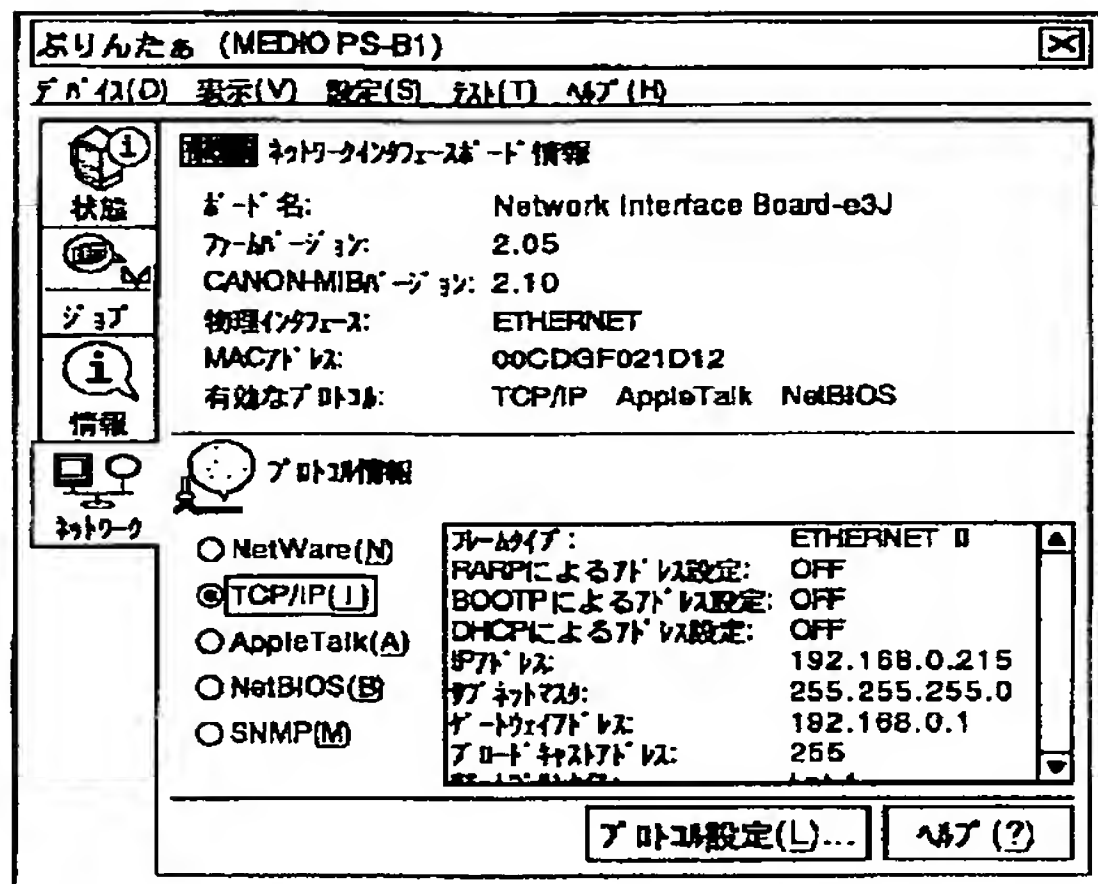 ぷりんたぁ (MEDIO PS-B1)
ﾃﾞﾊﾞｲｽ(D) 表示(V) 設定(S) ﾃｽﾄ(T) ﾍﾙﾌﾟ(H)
状態
ジョブ
情報
ネットワーク
ﾈｯﾄﾜｰｸｲﾝﾀﾌｪｰｽﾎﾞｰﾄﾞ情報
ﾎﾞｰﾄﾞ名: Network Interface Board-e3J
ﾌｧｰﾑﾊﾞｰｼﾞｮﾝ: 2.05
CANON-MIBﾊﾞｰｼﾞｮﾝ: 2.10
物理ｲﾝﾀﾌｪｰｽ: ETHERNET
MACｱﾄﾞﾚｽ: 00CDGF021D12
有効なﾌﾟﾛﾄｺﾙ: TCP/IP AppleTalk NetBIOS
ﾌﾟﾛﾄｺﾙ情報
NetWare(N)
TCP/IP(I)
AppleTalk(A)
NetBIOS(B)
SNMP(M)
ﾌﾚｰﾑﾀｲﾌﾟ: ETHERNET II
RARPによるｱﾄﾞﾚｽ設定: OFF
BOOTPによるｱﾄﾞﾚｽ設定: OFF
DHCPによるｱﾄﾞﾚｽ設定: OFF
IPｱﾄﾞﾚｽ: 192.168.0.215
ｻﾌﾞﾈｯﾄﾏｽｸ: 255.255.255.0
ｹﾞｰﾄｳｪｲｱﾄﾞﾚｽ: 192.168.0.1
ﾌﾞﾛｰﾄﾞｷｬｽﾄｱﾄﾞﾚｽ: 255
ﾌﾟﾛﾄｺﾙ設定(L)... ﾍﾙﾌﾟ(?)